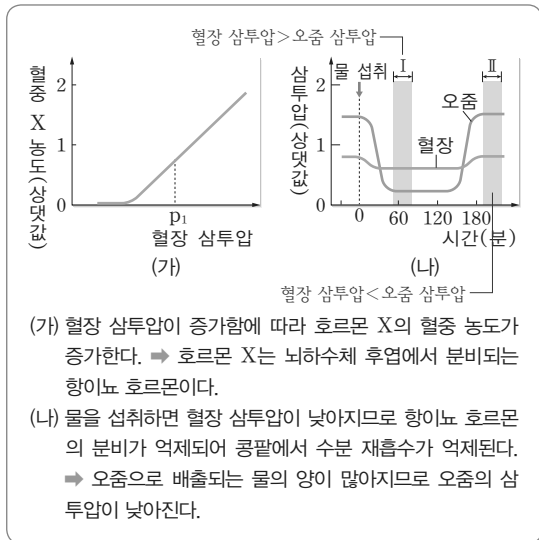 혈장 삼투압>오줌 삼투압
혈중 X 농도(상댓값)
2
1
0
p₁
혈장 삼투압
(가)
삼투압(상댓값)
물 섭취
Ⅰ
Ⅱ
오줌
혈장
2
1
0
0 60 120 180
시간(분)
(나)
혈장 삼투압<오줌 삼투압
(가) 혈장 삼투압이 증가함에 따라 호르몬 X의 혈중 농도가
증가한다. ➡ 호르몬 X는 뇌하수체 후엽에서 분비되는
항이뇨 호르몬이다.
(나) 물을 섭취하면 혈장 삼투압이 낮아지므로 항이뇨 호르몬
의 분비가 억제되어 콩팥에서 수분 재흡수가 억제된다.
➡ 오줌으로 배출되는 물의 양이 많아지므로 오줌의 삼
투압이 낮아진다.